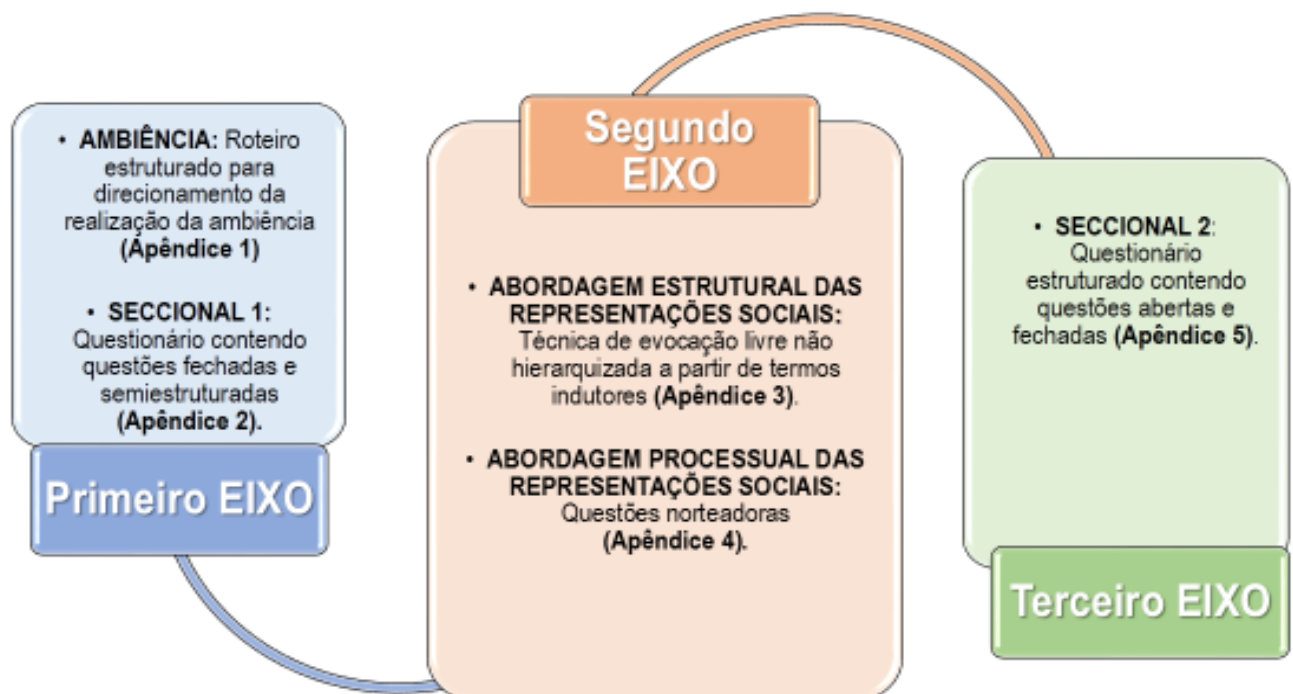 • AMBIÊNCIA: Roteiro
estruturado para
direcionamento da
realização da ambiência
(Apêndice 1)
• SECCIONAL 1:
Questionário contendo
questões fechadas e
semiestruturadas
(Apêndice 2).
Primeiro EIXO
Segundo
EIXO
• ABORDAGEM ESTRUTURAL DAS
REPRESENTAÇÕES SOCIAIS:
Técnica de evocação livre não
hierarquizada a partir de termos
indutores (Apêndice 3).
• ABORDAGEM PROCESSUAL DAS
REPRESENTAÇÕES SOCIAIS:
Questões norteadoras
(Apêndice 4).
• SECCIONAL 2:
Questionário
estruturado contendo
questões abertas e
fechadas (Apêndice 5).
Terceiro EIXO